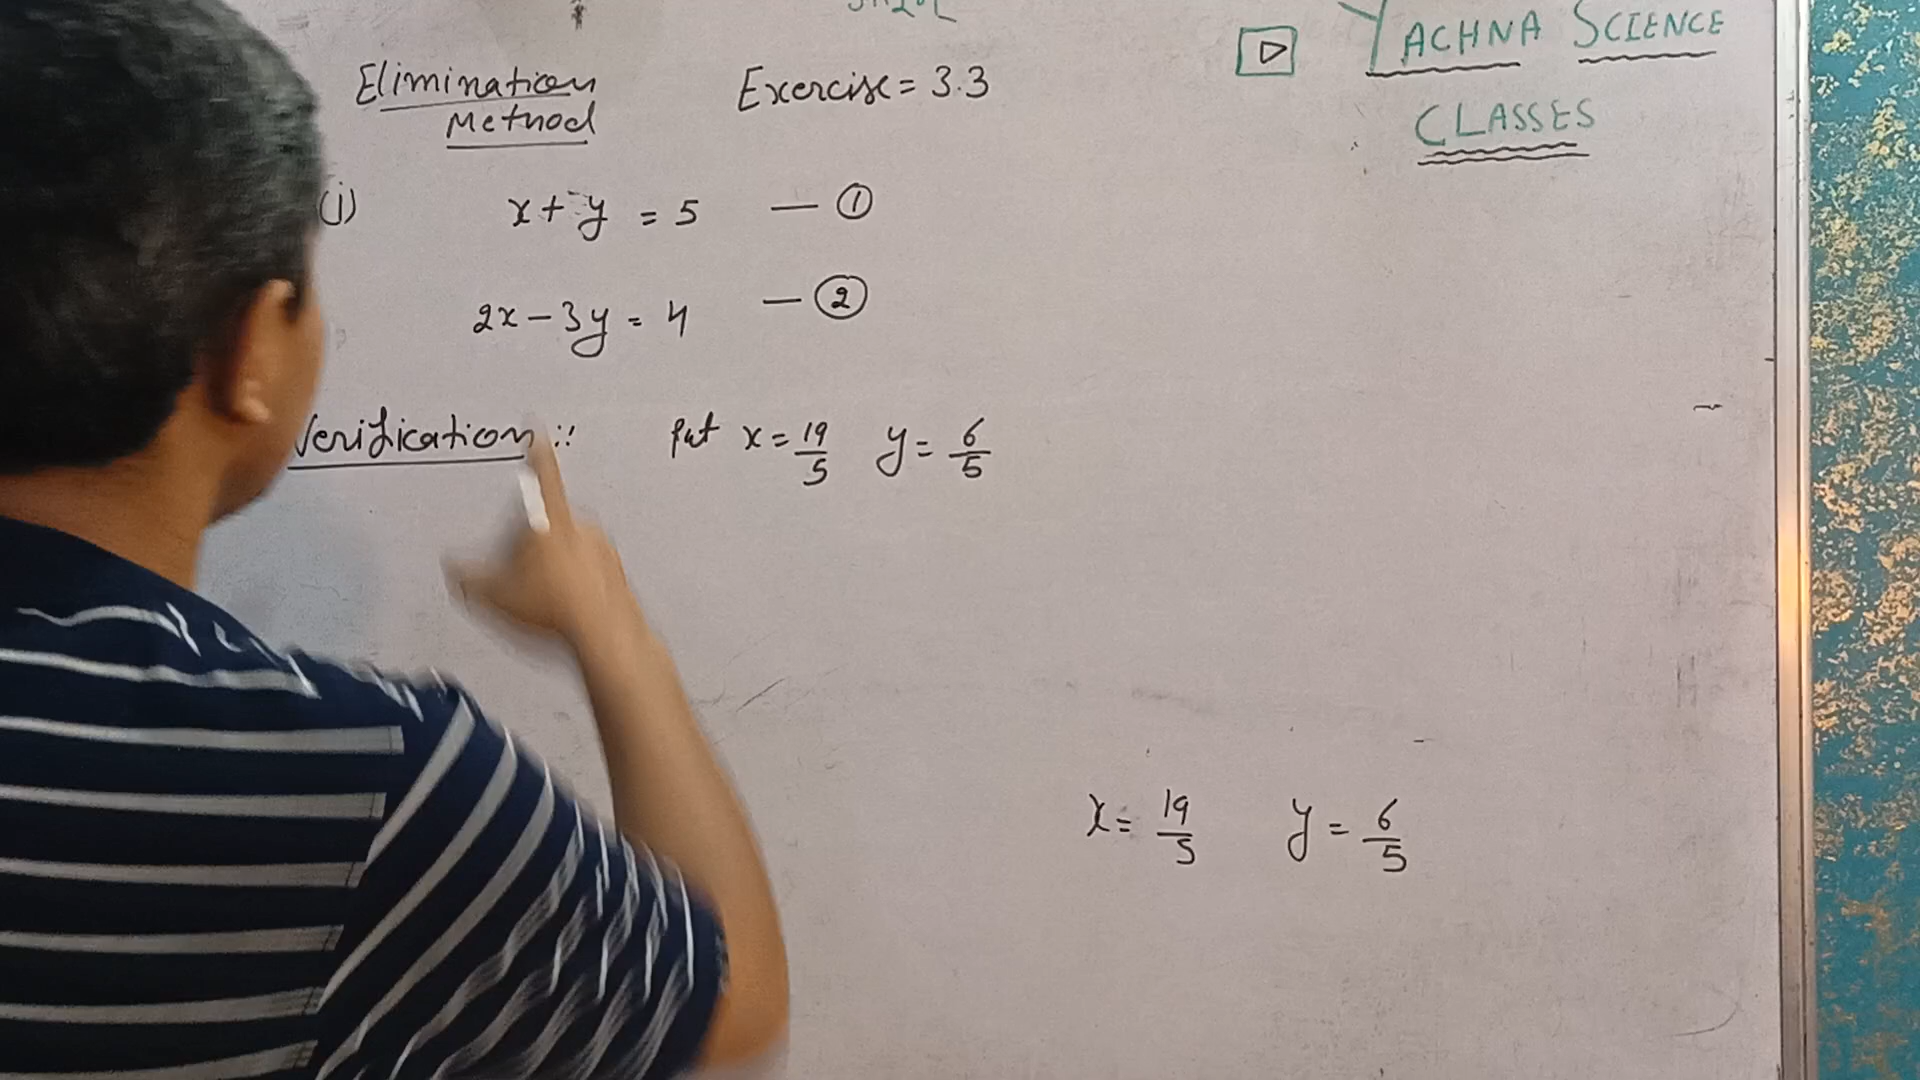 YACHNA SCIENCE
CLASSES
Elimination
Method
Exercise = 3.3
(i) x + y = 5 — ①
2x - 3y = 4 — ②
Verification :: Put x = 19/5 y = 6/5
x = 19/5 y = 6/5